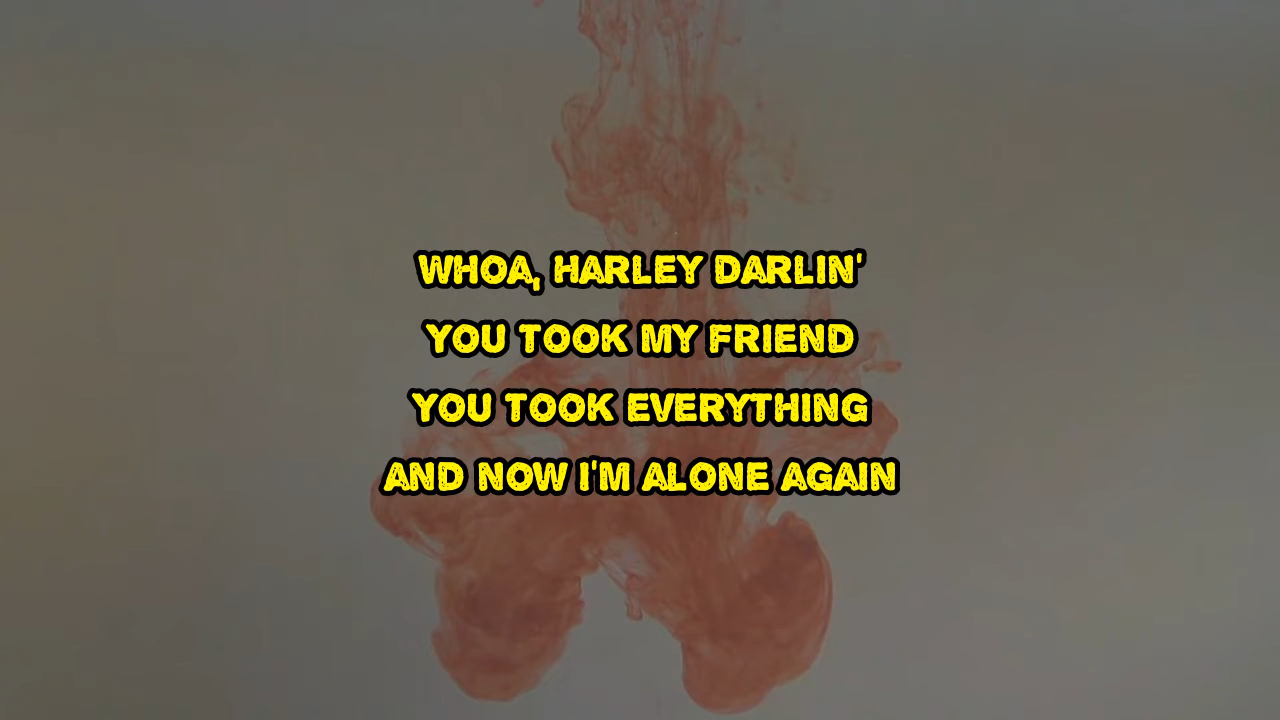 WHOA, HARLEY DARLIN'
YOU TOOK MY FRIEND
YOU TOOK EVERYTHING
AND NOW I'M ALONE AGAIN